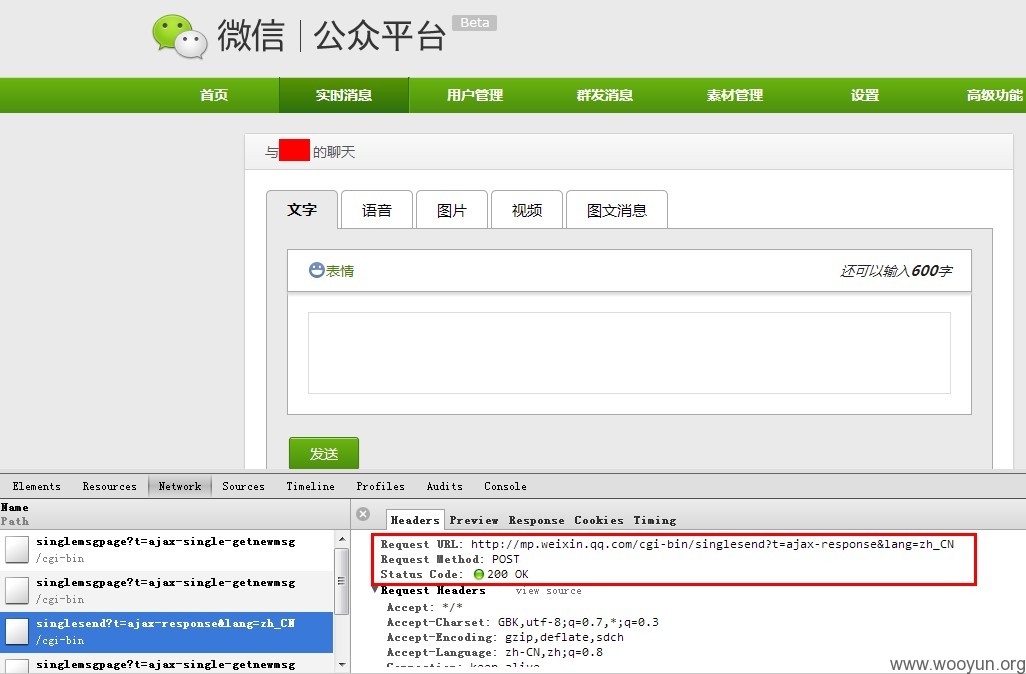 微信 | 公众平台 Beta
首页 实时消息 用户管理 群发消息 素材管理 设置 高级功能
与 的聊天
文字 语音 图片 视频 图文消息
表情 还可以输入600字
发送
Elements Resources Network Sources Timeline Profiles Audits Console
Name
Path
singlemsgpage?t=ajax-single-getnewmsg
/cgi-bin
singlemsgpage?t=ajax-single-getnewmsg
/cgi-bin
singlesend?t=ajax-response&lang=zh_CN
/cgi-bin
singlemsgpage?t=ajax-single-getnewmsg
Headers Preview Response Cookies Timing
Request URL: http://mp.weixin.qq.com/cgi-bin/singlesend?t=ajax-response&lang=zh_CN
Request Method: POST
Status Code: 200 OK
Request Headers view source
Accept: */*
Accept-Charset: GBK,utf-8;q=0.7,*;q=0.3
Accept-Encoding: gzip,deflate,sdch
Accept-Language: zh-CN,zh;q=0.8
Connection: keep-alive
www.wooyun.org